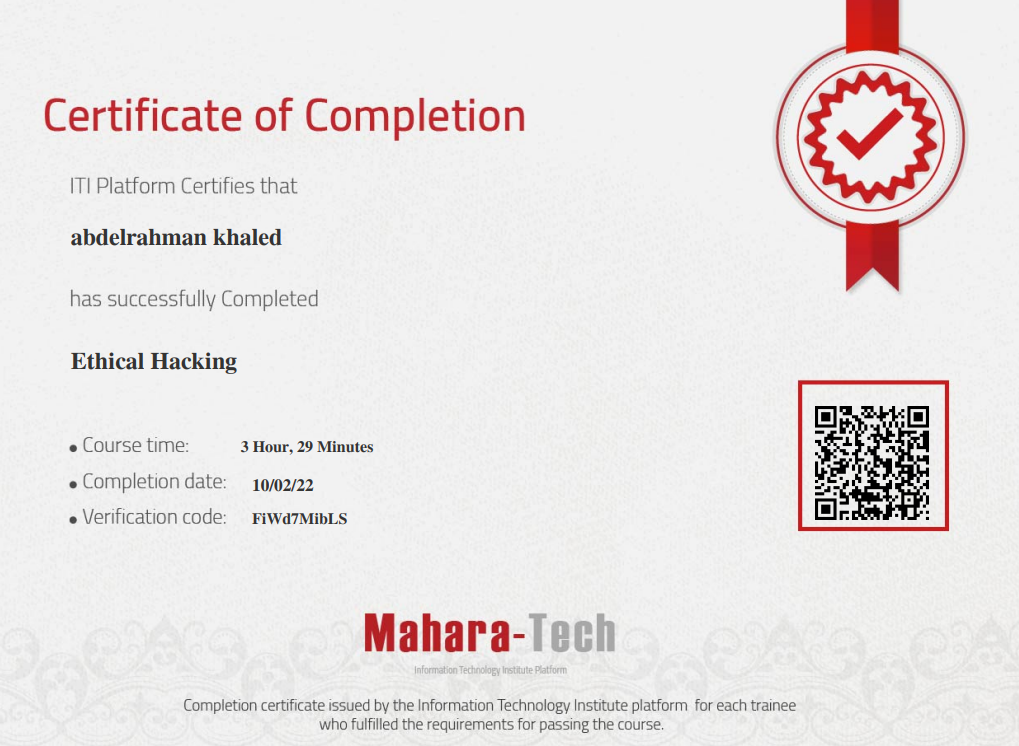 Certificate of Completion
ITI Platform Certifies that
abdelrahman khaled
has successfully Completed
Ethical Hacking
• Course time: 3 Hour, 29 Minutes
• Completion date: 10/02/22
• Verification code: FiWd7MibLS
Mahara-Tech
Information Technology Institute Platform
Completion certificate issued by the Information Technology Institute platform for each trainee
who fulfilled the requirements for passing the course.